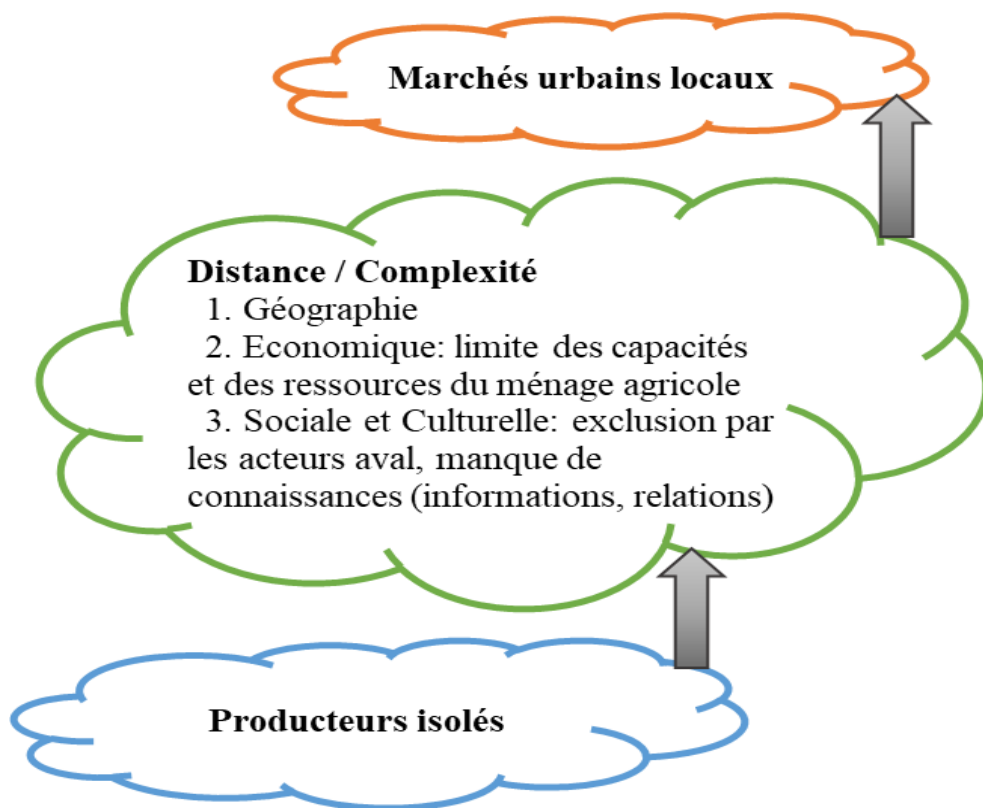 Marchés urbains locaux
Distance / Complexité
1. Géographie
2. Economique: limite des capacités
et des ressources du ménage agricole
3. Sociale et Culturelle: exclusion par
les acteurs aval, manque de
connaissances (informations, relations)
Producteurs isolés